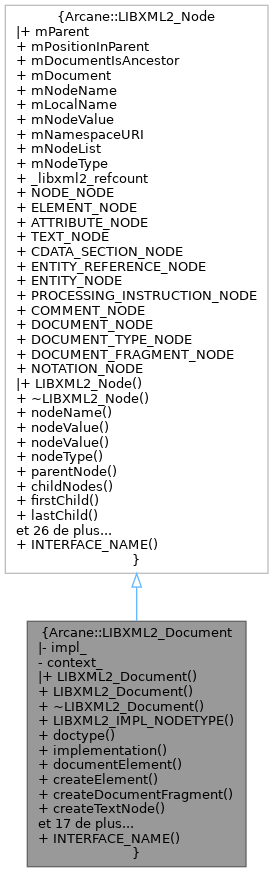 {Arcane::LIBXML2_Node
|+ mParent
+ mPositionInParent
+ mDocumentIsAncestor
+ mDocument
+ mNodeName
+ mLocalName
+ mNodeValue
+ mNamespaceURI
+ mNodeList
+ mNodeType
+ _libxml2_refcount
+ NODE_NODE
+ ELEMENT_NODE
+ ATTRIBUTE_NODE
+ TEXT_NODE
+ CDATA_SECTION_NODE
+ ENTITY_REFERENCE_NODE
+ ENTITY_NODE
+ PROCESSING_INSTRUCTION_NODE
+ COMMENT_NODE
+ DOCUMENT_NODE
+ DOCUMENT_TYPE_NODE
+ DOCUMENT_FRAGMENT_NODE
+ NOTATION_NODE
|+ LIBXML2_Node()
+ ~LIBXML2_Node()
+ nodeName()
+ nodeValue()
+ nodeValue()
+ nodeType()
+ parentNode()
+ childNodes()
+ firstChild()
+ lastChild()
et 26 de plus...
+ INTERFACE_NAME()
}
{Arcane::LIBXML2_Document
|- impl_
- context_
|+ LIBXML2_Document()
+ LIBXML2_Document()
+ ~LIBXML2_Document()
+ LIBXML2_IMPL_NODETYPE()
+ doctype()
+ implementation()
+ documentElement()
+ createElement()
+ createDocumentFragment()
+ createTextNode()
et 17 de plus...
+ INTERFACE_NAME()
}